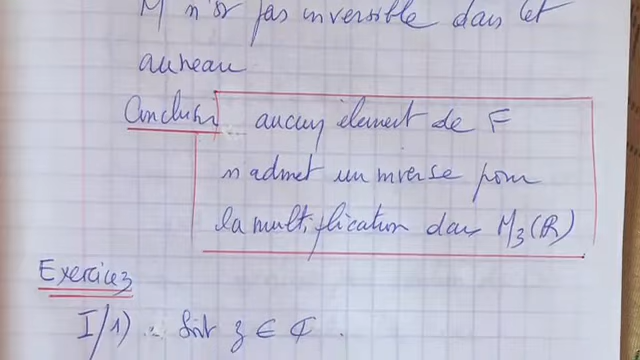 M n'est pas inversible dans cet
anneau
Conclusion aucun élément de F
n'admet un inverse pour
la multiplication dans M₃(ℝ)
Exercice 3
I/1) . Soit z ∈ ℂ .